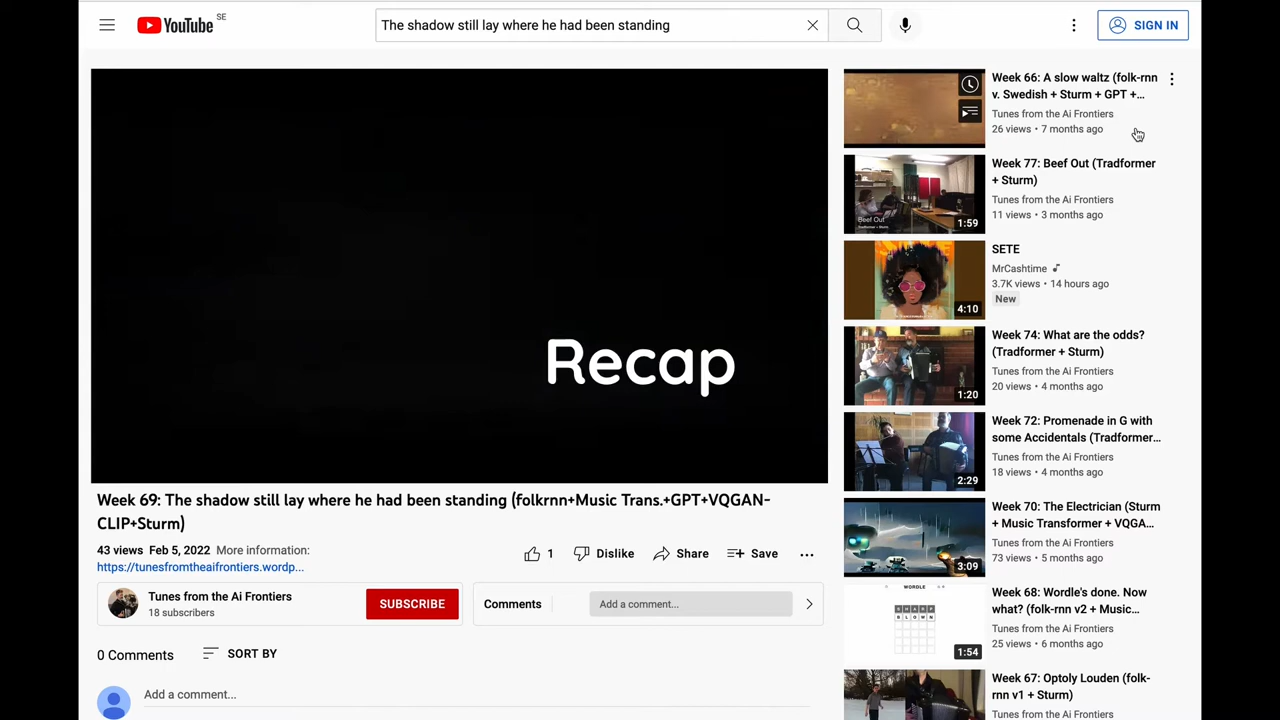 YouTube SE
The shadow still lay where he had been standing
SIGN IN
Recap
Week 69: The shadow still lay where he had been standing (folkrnn+Music Trans.+GPT+VQGAN-
CLIP+Sturm)
43 views Feb 5, 2022 More information:
https://tunesfromtheaifrontiers.wordp...
1
Dislike
Share
Save
Tunes from the Ai Frontiers
18 subscribers
SUBSCRIBE
Comments
Add a comment...
0 Comments
SORT BY
Add a comment...
Week 66: A slow waltz (folk-rnn
v. Swedish + Sturm + GPT +...
Tunes from the Ai Frontiers
26 views • 7 months ago
Beef Out
Tradformer + Sturm
1:59
Week 77: Beef Out (Tradformer
+ Sturm)
Tunes from the Ai Frontiers
11 views • 3 months ago
4:10
SETE
MrCashtime
3.7K views • 14 hours ago
New
1:20
Week 74: What are the odds?
(Tradformer + Sturm)
Tunes from the Ai Frontiers
20 views • 4 months ago
2:29
Week 72: Promenade in G with
some Accidentals (Tradformer...
Tunes from the Ai Frontiers
18 views • 4 months ago
3:09
Week 70: The Electrician (Sturm
+ Music Transformer + VQGA...
Tunes from the Ai Frontiers
73 views • 5 months ago
WORDLE
1:54
Week 68: Wordle's done. Now
what? (folk-rnn v2 + Music...
Tunes from the Ai Frontiers
25 views • 6 months ago
Week 67: Optoly Louden (folk-
rnn v1 + Sturm)
Tunes from the Ai Frontiers